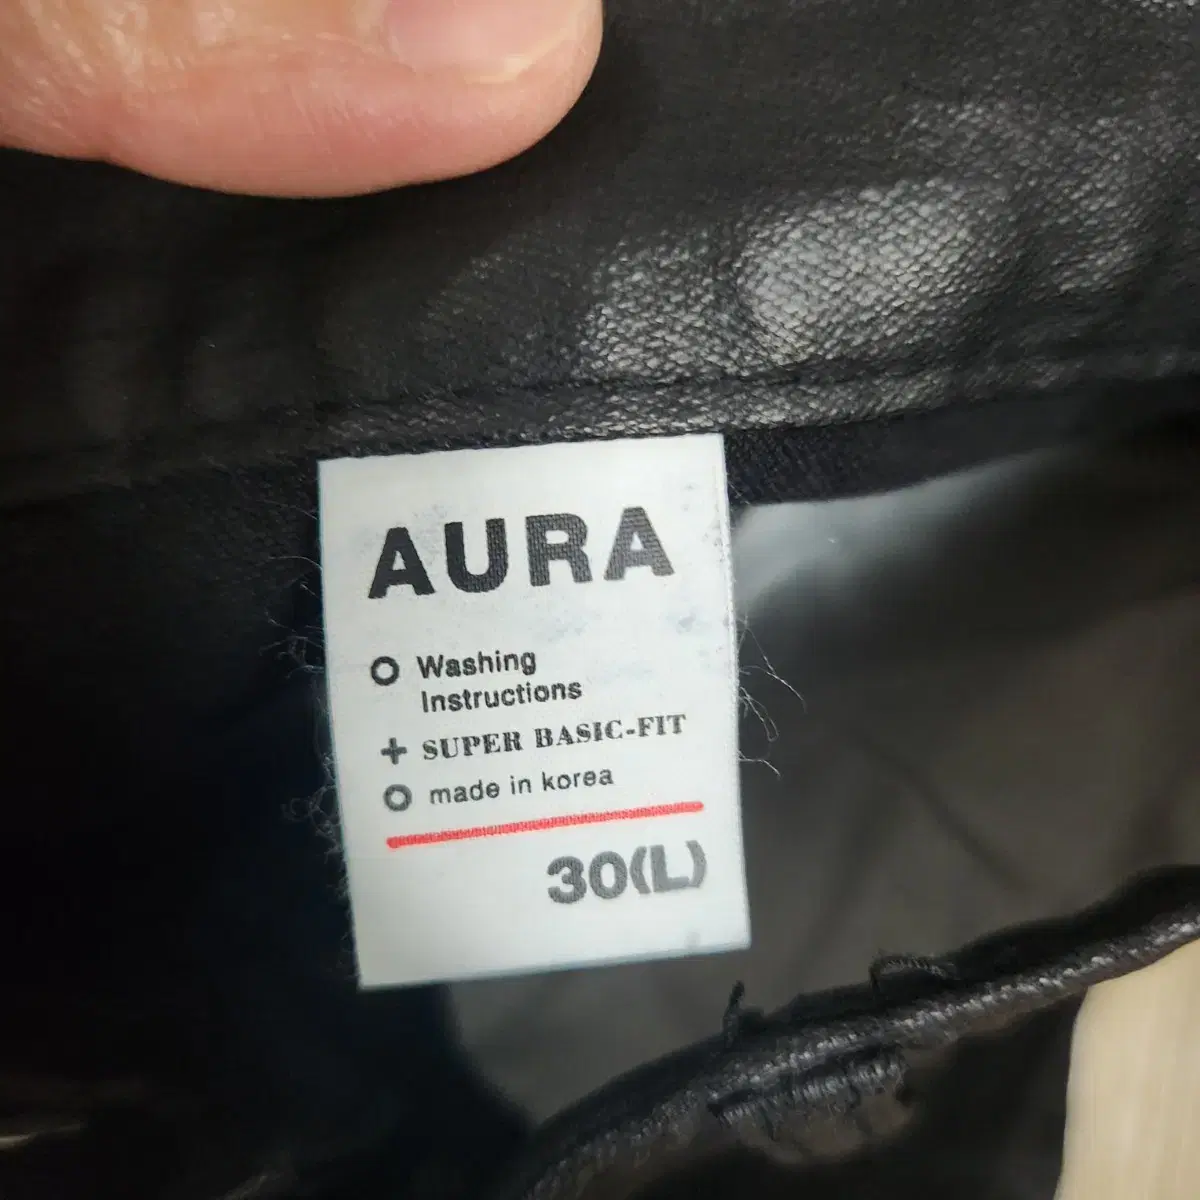 AURA
Washing
Instructions
+ SUPER BASIC-FIT
made in korea
30(L)